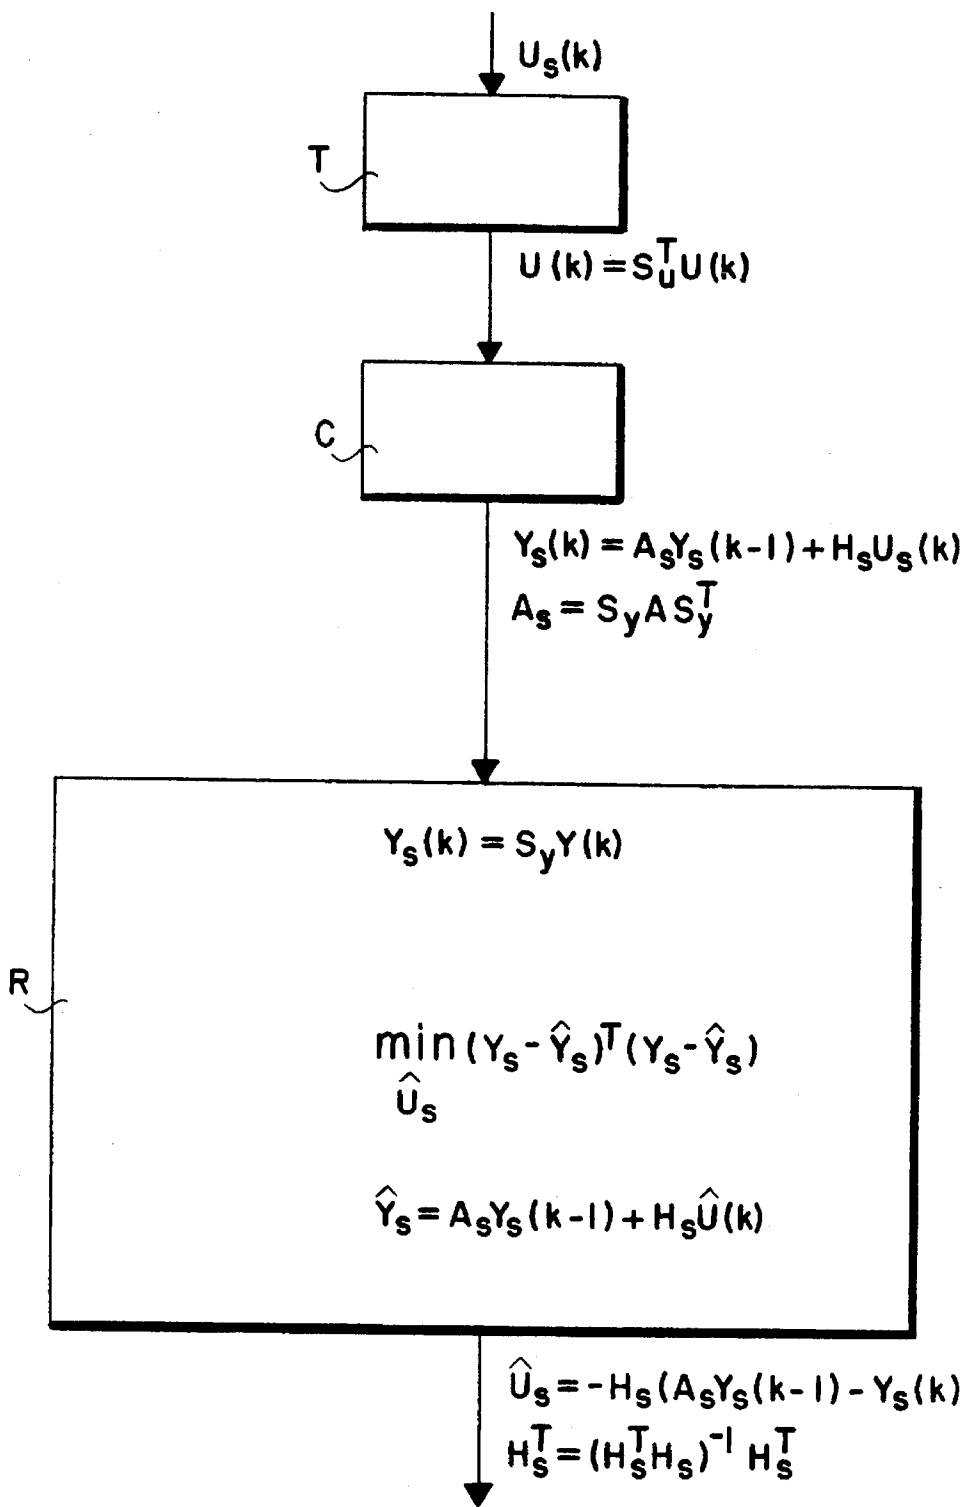 U_s(k)
T
U(k) = S_u^T U(k)
C
Y_s(k) = A_s Y_s(k-1) + H_s U_s(k)
A_s = S_y A S_y^T
Y_s(k) = S_y Y(k)
R
min (Y_s - Ŷ_s)^T (Y_s - Ŷ_s)
Û_s
Ŷ_s = A_s Y_s(k-1) + H_s Û(k)
Û_s = -H_s (A_s Y_s(k-1) - Y_s(k)
H_s^T = (H_s^T H_s)^-1 H_s^T